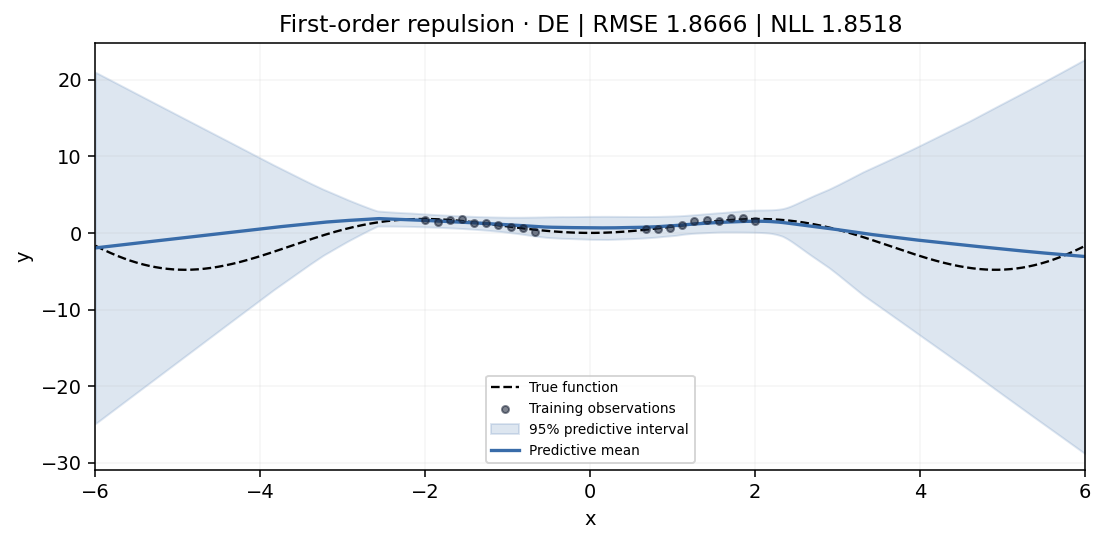 First-order repulsion · DE | RMSE 1.8666 | NLL 1.8518
y
20
10
0
−10
−20
−30
True function
Training observations
95% predictive interval
Predictive mean
−6 −4 −2 0 2 4 6
x